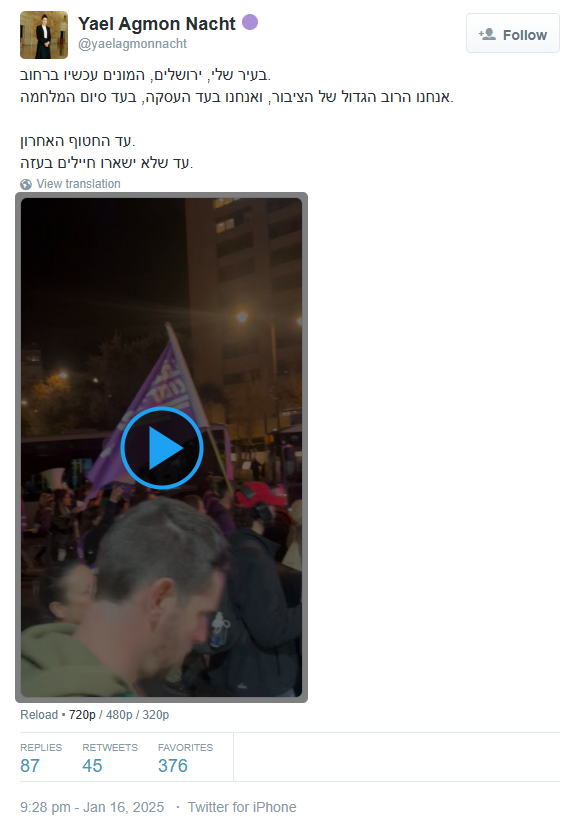 Yael Agmon Nacht
@yaelagmonnacht
Follow
בעיר שלי, ירושלים, המונים עכשיו ברחוב.
אנחנו הרוב הגדול של הציבור, ואנחנו בעד העסקה, בעד סיום המלחמה.
עד החטוף האחרון.
עד שלא ישארו חיילים בעזה.
View translation
Reload • 720p / 480p / 320p
REPLIES RETWEETS FAVORITES
87 45 376
9:28 pm - Jan 16, 2025 · Twitter for iPhone